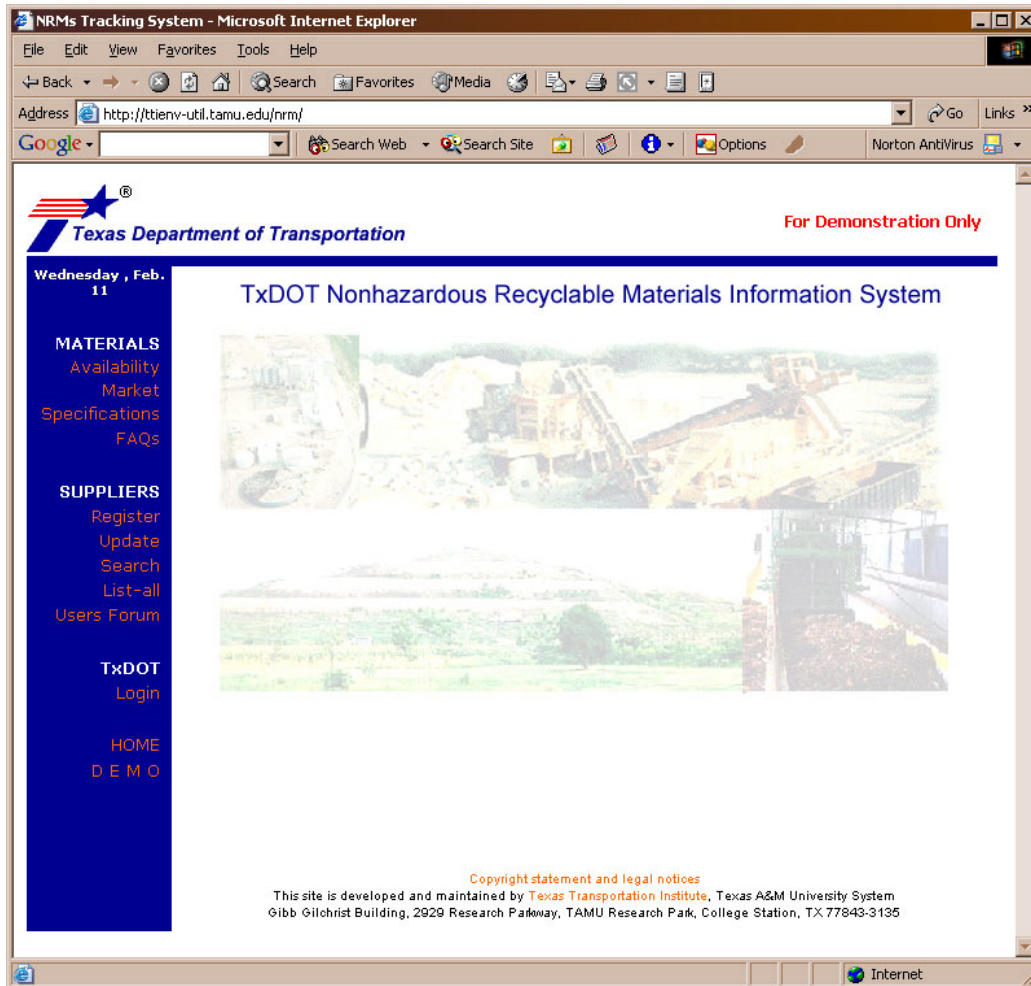 NRMs Tracking System - Microsoft Internet Explorer
File Edit View Favorites Tools Help
Back Search Favorites Media
Address http://ttienv-util.tamu.edu/nrm/ Go Links »
Google Search Web Search Site Options Norton AntiVirus
®
Texas Department of Transportation
For Demonstration Only
Wednesday , Feb.
11
TxDOT Nonhazardous Recyclable Materials Information System
MATERIALS
Availability
Market
Specifications
FAQs
SUPPLIERS
Register
Update
Search
List-all
Users Forum
TxDOT
Login
HOME
D E M O
Copyright statement and legal notices
This site is developed and maintained by Texas Transportation Institute, Texas A&M University System
Gibb Gilchrist Building, 2929 Research Parkway, TAMU Research Park, College Station, TX 77843-3135
Internet